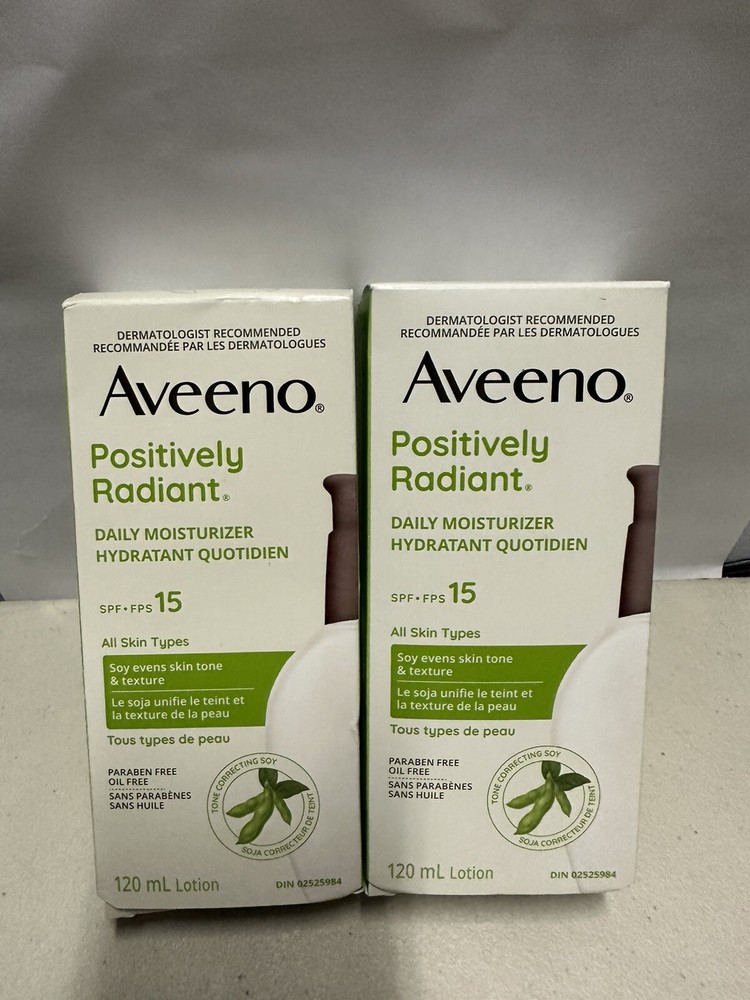 DERMATOLOGIST RECOMMENDED
RECOMMANDÉE PAR LES DERMATOLOGUES
Aveeno®
Positively
Radiant®
DAILY MOISTURIZER
HYDRATANT QUOTIDIEN
SPF•FPS 15
All Skin Types
Soy evens skin tone
& texture
Le soja unifie le teint et
la texture de la peau
Tous types de peau
PARABEN FREE
OIL FREE
SANS PARABÈNES
SANS HUILE
TONE CORRECTING SOY
SOJA CORRECTEUR DE TEINT
120 mL Lotion
DIN 02525984
DERMATOLOGIST RECOMMENDED
RECOMMANDÉE PAR LES DERMATOLOGUES
Aveeno®
Positively
Radiant®
DAILY MOISTURIZER
HYDRATANT QUOTIDIEN
SPF•FPS 15
All Skin Types
Soy evens skin tone
& texture
Le soja unifie le teint et
la texture de la peau
Tous types de peau
PARABEN FREE
OIL FREE
SANS PARABÈNES
SANS HUILE
TONE CORRECTING SOY
SOJA CORRECTEUR DE TEINT
120 mL Lotion
DIN 02525984